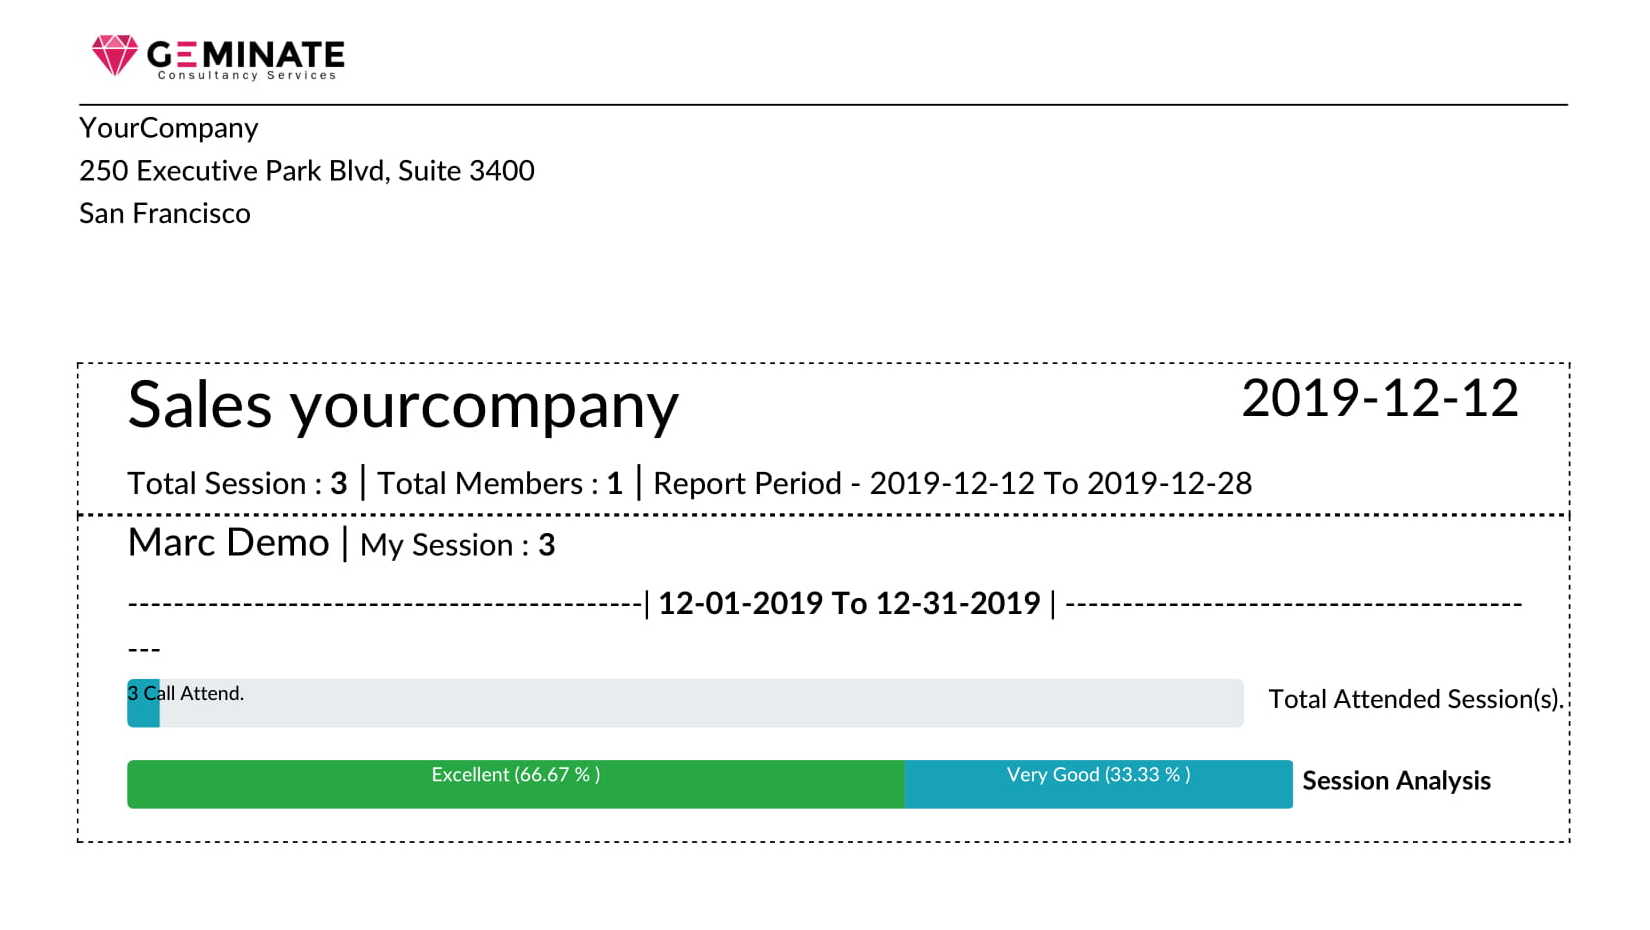 GEMINATE
Consultancy Services
YourCompany
250 Executive Park Blvd, Suite 3400
San Francisco
Sales yourcompany 2019-12-12
Total Session : 3 | Total Members : 1 | Report Period - 2019-12-12 To 2019-12-28
Marc Demo | My Session : 3
---------------------------------------------| 12-01-2019 To 12-31-2019 | ----------------------------------------
---
3 Call Attend. Total Attended Session(s).
Excellent (66.67 % ) Very Good (33.33 % ) Session Analysis